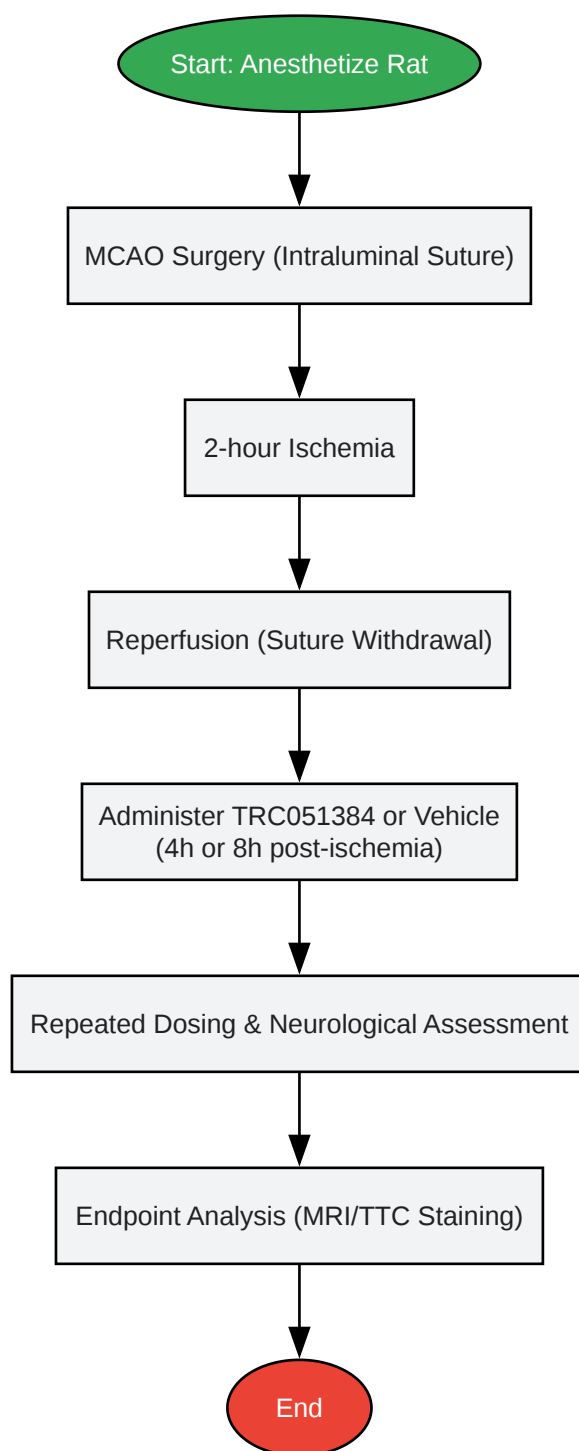 Start: Anesthetize Rat
MCAO Surgery (Intraluminal Suture)
2-hour Ischemia
Reperfusion (Suture Withdrawal)
Administer TRC051384 or Vehicle
(4h or 8h post-ischemia)
Repeated Dosing & Neurological Assessment
Endpoint Analysis (MRI/TTC Staining)
End